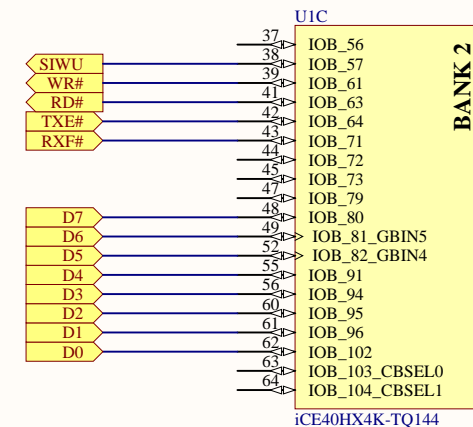 U1C
37 IOB_56
SIWU 38 IOB_57
WR# 39 IOB_61
RD# 41 IOB_63
TXE# 42 IOB_64
RXF# 43 IOB_71
44 IOB_72
45 IOB_73
47 IOB_79
D7 48 IOB_80
D6 49 IOB_81_GBIN5
D5 52 IOB_82_GBIN4
D4 55 IOB_91
D3 56 IOB_94
D2 60 IOB_95
D1 61 IOB_96
D0 62 IOB_102
63 IOB_103_CBSEL0
64 IOB_104_CBSEL1
BANK 2
iCE40HX4K-TQ144